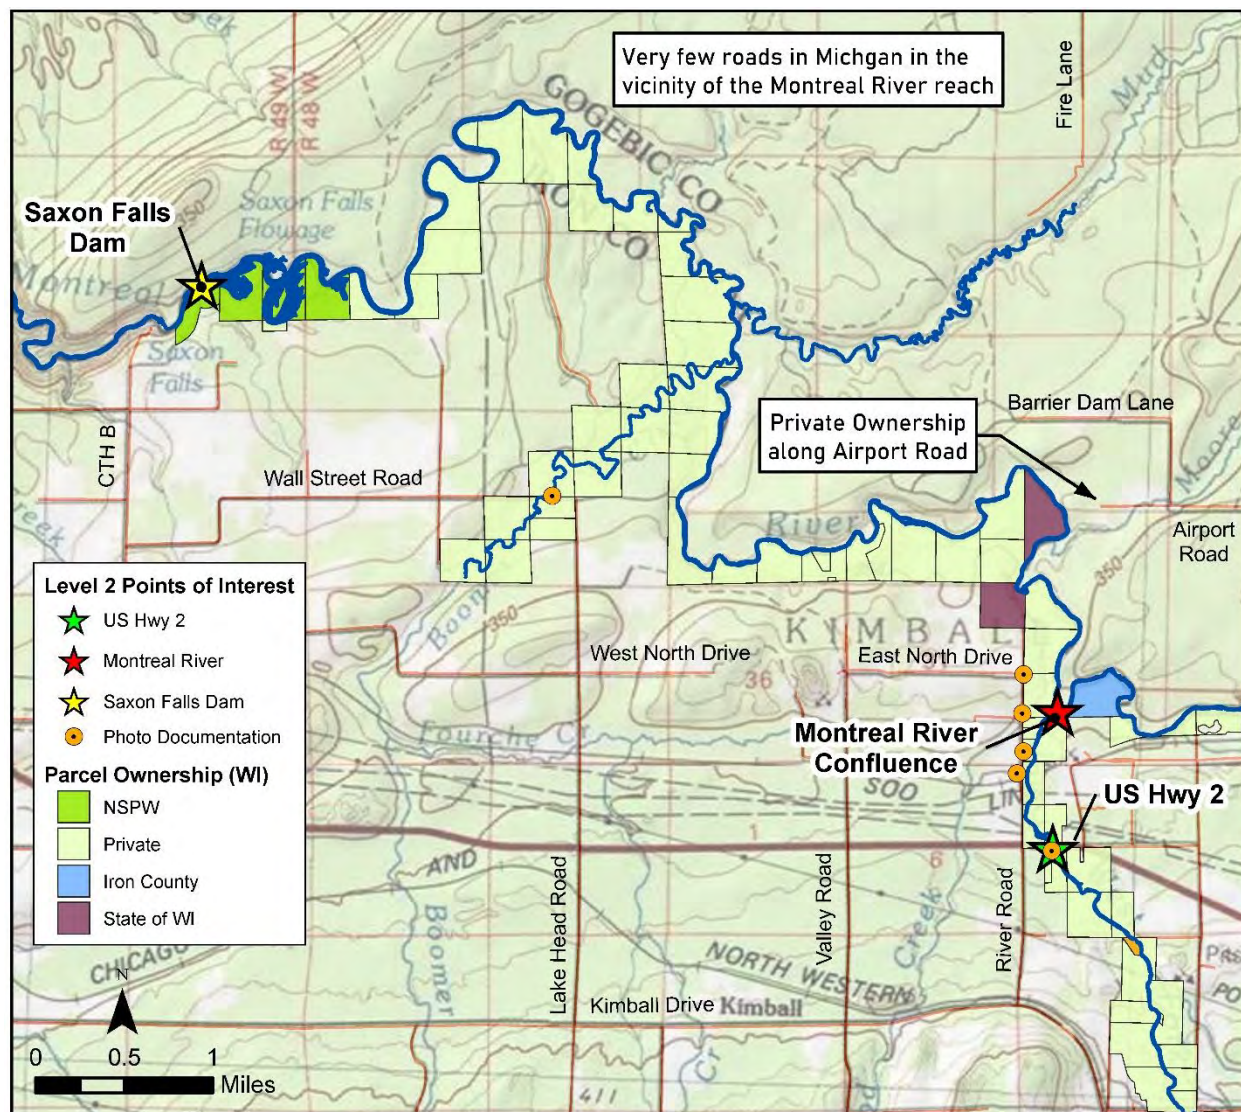 Very few roads in Michgan in the
vicinity of the Montreal River reach
Fire Lane
Mud
R 49 W
R 48 W
GOGEBIC CO
CO
Saxon Falls
Dam
350
Saxon Falls
Flowage
Montreal
Saxon
Falls
Creek
CTH B
Wall Street Road
Private Ownership
along Airport Road
Barrier Dam Lane
Moore
Airport
Road
River
350
Level 2 Points of Interest
US Hwy 2
Montreal River
Saxon Falls Dam
Photo Documentation
Parcel Ownership (WI)
NSPW
Private
Iron County
State of WI
Boom
350
West North Drive
KIMBAL
East North Drive
36
Montreal River
Confluence
SOO
LIN
US Hwy 2
1
6
AND
CHICAGO
Boomer
Lake Head Road
Valley Road
Creek
River Road
NORTH WESTERN
Kimball Drive
Kimball
Cr
PO
N
0 0.5 1
Miles
411